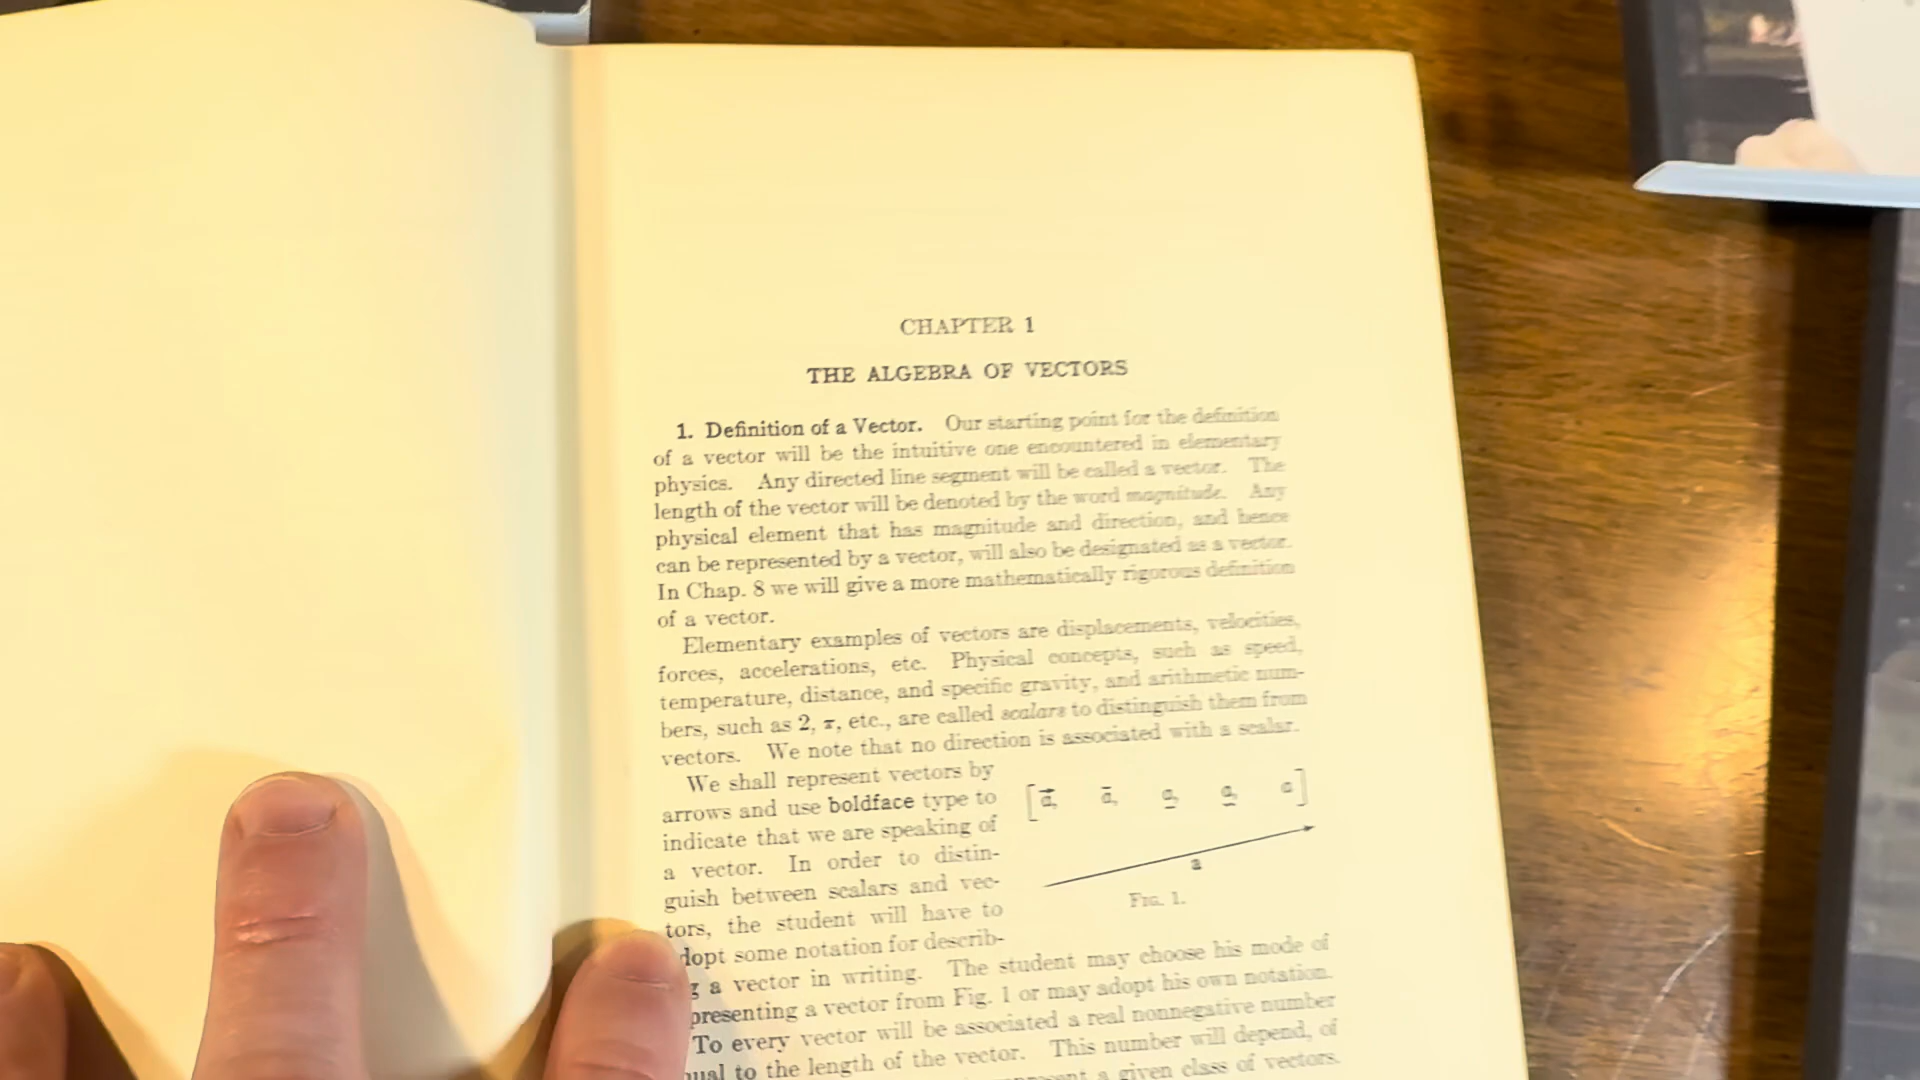 CHAPTER 1
THE ALGEBRA OF VECTORS
1. Definition of a Vector. Our starting point for the definition
of a vector will be the intuitive one encountered in elementary
physics. Any directed line segment will be called a vector. The
length of the vector will be denoted by the word magnitude. Any
physical element that has magnitude and direction, and hence
can be represented by a vector, will also be designated as a vector.
In Chap. 8 we will give a more mathematically rigorous definition
of a vector.
Elementary examples of vectors are displacements, velocities,
forces, accelerations, etc. Physical concepts, such as speed,
temperature, distance, and specific gravity, and arithmetic num-
bers, such as 2, π, etc., are called scalars to distinguish them from
vectors. We note that no direction is associated with a scalar.
We shall represent vectors by
arrows and use boldface type to
indicate that we are speaking of
a vector. In order to distin-
guish between scalars and vec-
tors, the student will have to
dopt some notation for describ-
g a vector in writing. The student may choose his mode of
presenting a vector from Fig. 1 or may adopt his own notation.
To every vector will be associated a real nonnegative number
ual to the length of the vector. This number will depend, of
a given class of vectors.
a
Fig. 1.